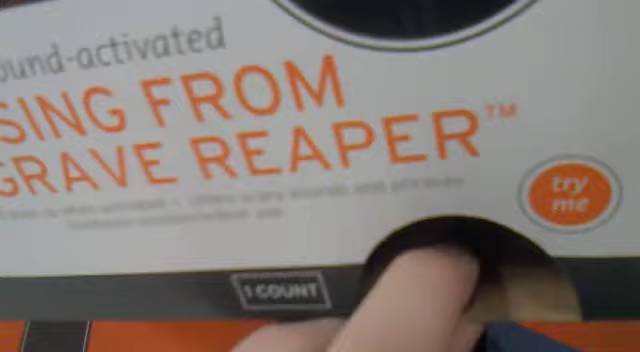 ound-activated
SING FROM
GRAVE REAPER™
try
me
1 COUNT